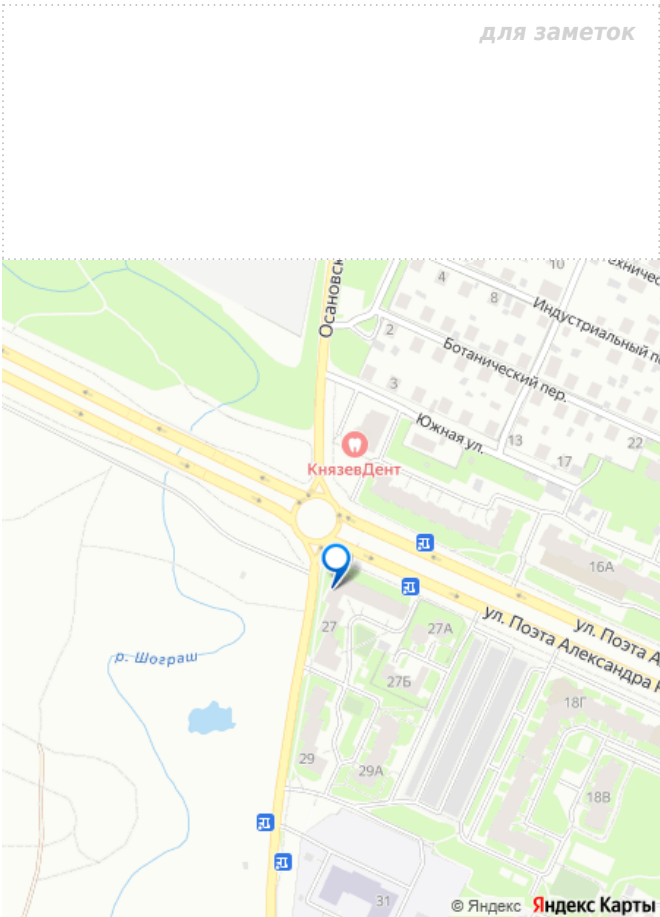 для заметок
10
4
8
Осановск
2
Индустриальный
Ботанический пер.
3
Южная ул.
13
22
17
КнязевДент
16А
ул. Поэта А
ул. Поэта Александра
27
27А
р. Шограш
27Б
18Г
29
29А
18В
31
© Яндекс Яндекс Карты